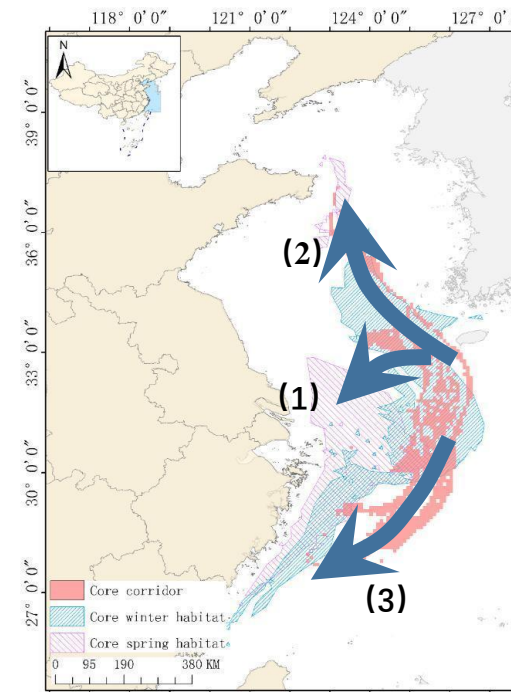 118° 0′ 0″ 121° 0′ 0″ 124° 0′ 0″ 127° 0′ 0″
N
39° 0′ 0″
36° 0′ 0″
33° 0′ 0″
30° 0′ 0″
27° 0′ 0″
(2)
(1)
(3)
Core corridor
Core winter habitat
Core spring habitat
0 95 190 380 KM